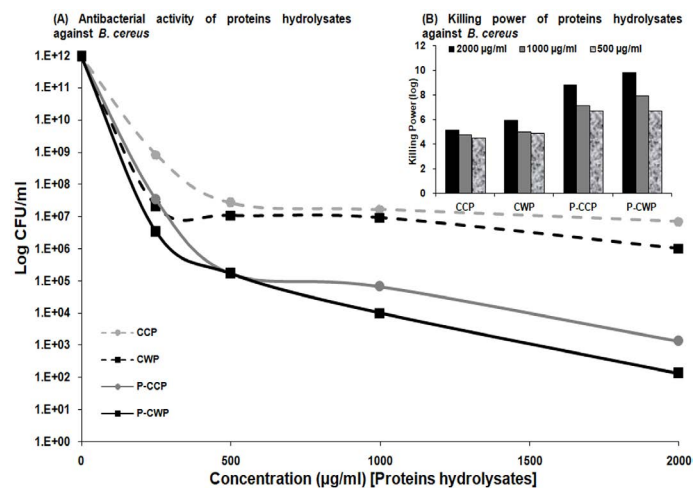 (A) Antibacterial activity of proteins hydrolysates
against B. cereus
(B) Killing power of proteins hydrolysates
against B. cereus
12
10
8
6
4
2
0
Killing Power (log)
2000 µg/ml
1000 µg/ml
500 µg/ml
CCP
CWP
P-CCP
P-CWP
1.E+12
1.E+11
1.E+10
1.E+09
1.E+08
1.E+07
1.E+06
1.E+05
1.E+04
1.E+03
1.E+02
1.E+01
1.E+00
Log CFU/ml
CCP
CWP
P-CCP
P-CWP
0
500
1000
1500
2000
Concentration (µg/ml) [Proteins hydrolysates]